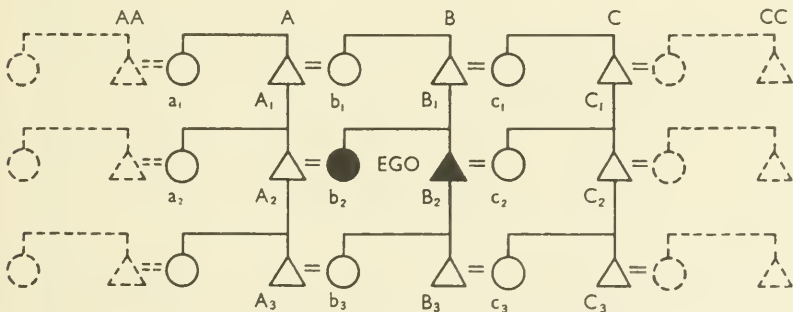 AA A B C CC
a₁ A₁ b₁ B₁ c₁ C₁
EGO
a₂ A₂ b₂ B₂ c₂ C₂
a₃ A₃ b₃ B₃ c₃ C₃